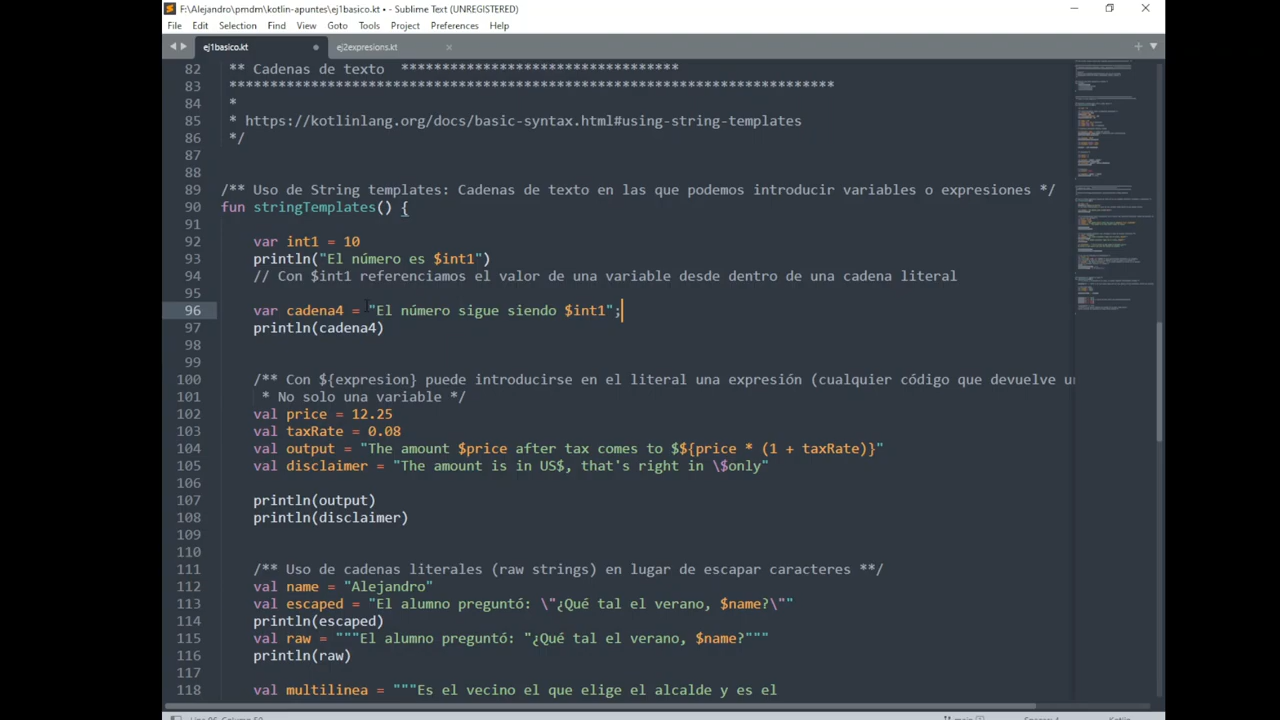 F:\Alejandro\prndm\kotlin-apuntes\ej1basico.kt • - Sublime Text (UNREGISTERED)
File Edit Selection Find View Goto Tools Project Preferences Help
ej1basico.kt ej2expresions.kt
82 ** Cadenas de texto **********************************
83 **************************************************************************
84 *
85 * https://kotlinlang.org/docs/basic-syntax.html#using-string-templates
86 */
87
88
89 /** Uso de String templates: Cadenas de texto en las que podemos introducir variables o expresiones */
90 fun stringTemplates() {
91
92 var int1 = 10
93 println("El número es $int1")
94 // Con $int1 referenciamos el valor de una variable desde dentro de una cadena literal
95
96 var cadena4 = "El número sigue siendo $int1";
97 println(cadena4)
98
99
100 /** Con ${expresion} puede introducirse en el literal una expresión (cualquier código que devuelve
101 * No solo una variable */
102 val price = 12.25
103 val taxRate = 0.08
104 val output = "The amount $price after tax comes to $${price * (1 + taxRate)}"
105 val disclaimer = "The amount is in US$, that's right in \$only"
106
107 println(output)
108 println(disclaimer)
109
110
111 /** Uso de cadenas literales (raw strings) en lugar de escapar caracteres **/
112 val name = "Alejandro"
113 val escaped = "El alumno preguntó: \"¿Qué tal el verano, $name?\""
114 println(escaped)
115 val raw = """El alumno preguntó: "¿Qué tal el verano, $name?"""
116 println(raw)
117
118 val multilinea = """Es el vecino el que elige el alcalde y es el